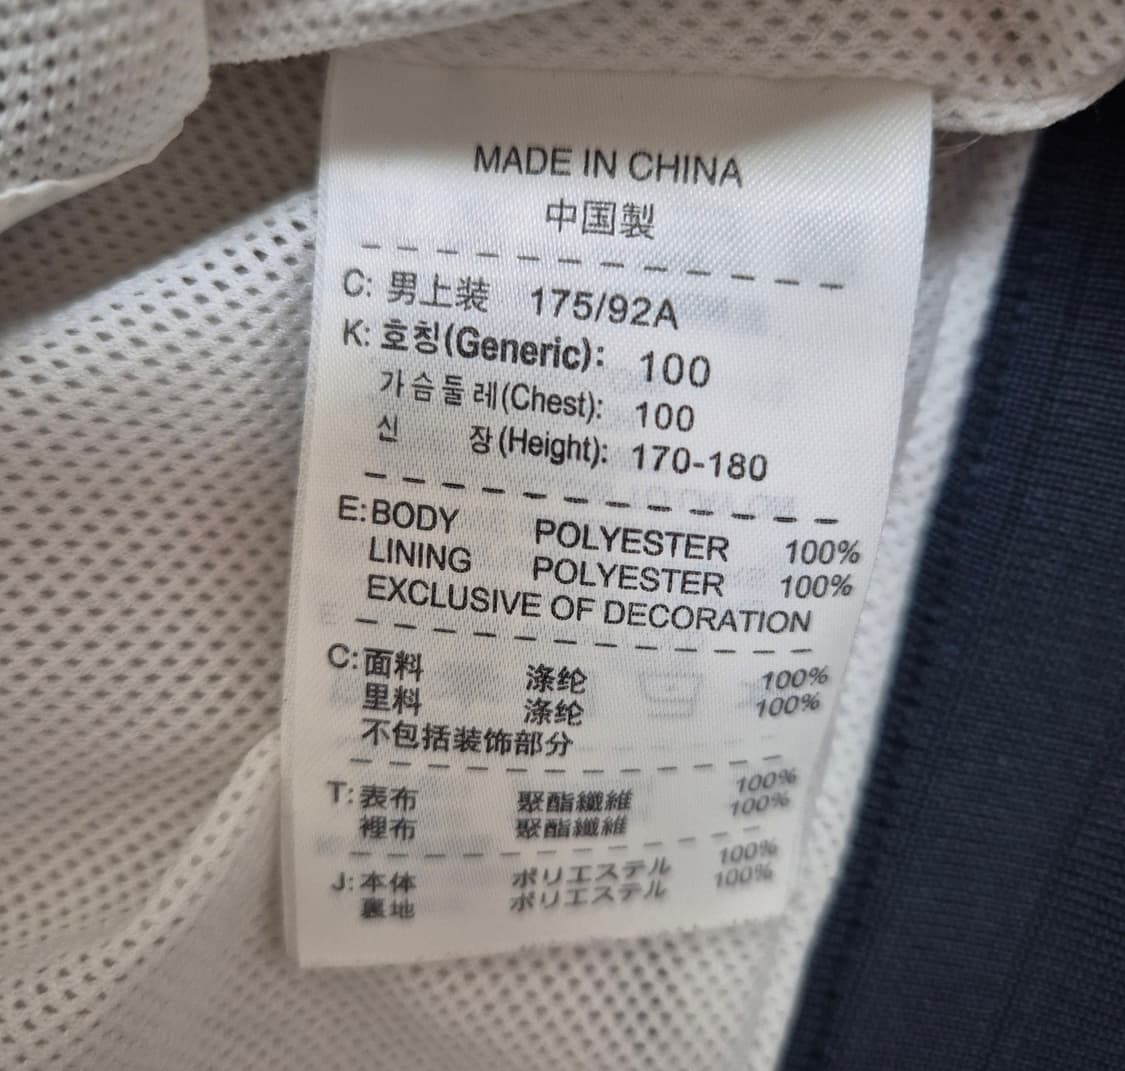 MADE IN CHINA
中国製
C: 男上装 175/92A
K: 호칭(Generic): 100
가슴둘레(Chest): 100
신 장(Height): 170-180
E: BODY POLYESTER 100%
LINING POLYESTER 100%
EXCLUSIVE OF DECORATION
C: 面料 涤纶 100%
里料 涤纶 100%
不包括装饰部分
T: 表布 聚酯纖維 100%
裡布 聚酯纖維 100%
J: 本体 ポリエステル 100%
裏地 ポリエステル 100%